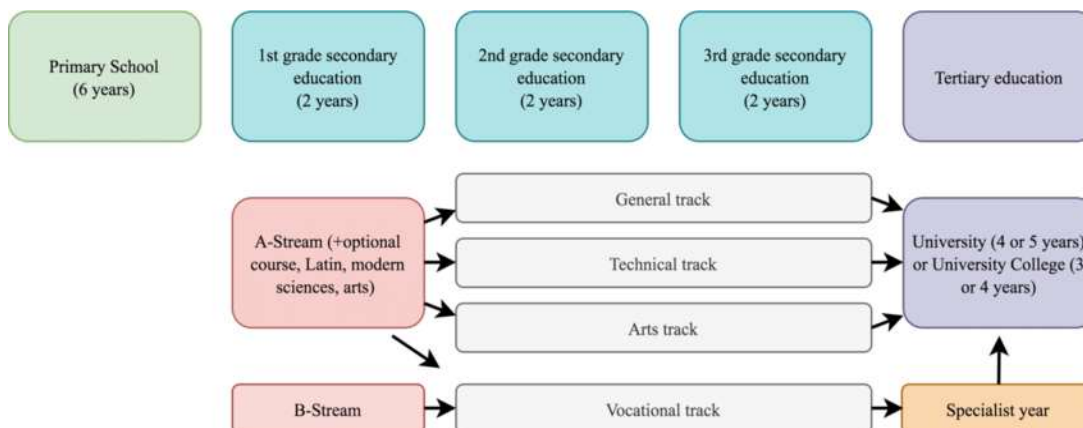 Primary School
(6 years)
1st grade secondary
education
(2 years)
2nd grade secondary
education
(2 years)
3rd grade secondary
education
(2 years)
Tertiary education
A-Stream (+optional
course, Latin, modern
sciences, arts)
General track
Technical track
Arts track
University (4 or 5 years)
or University College (3
or 4 years)
B-Stream
Vocational track
Specialist year